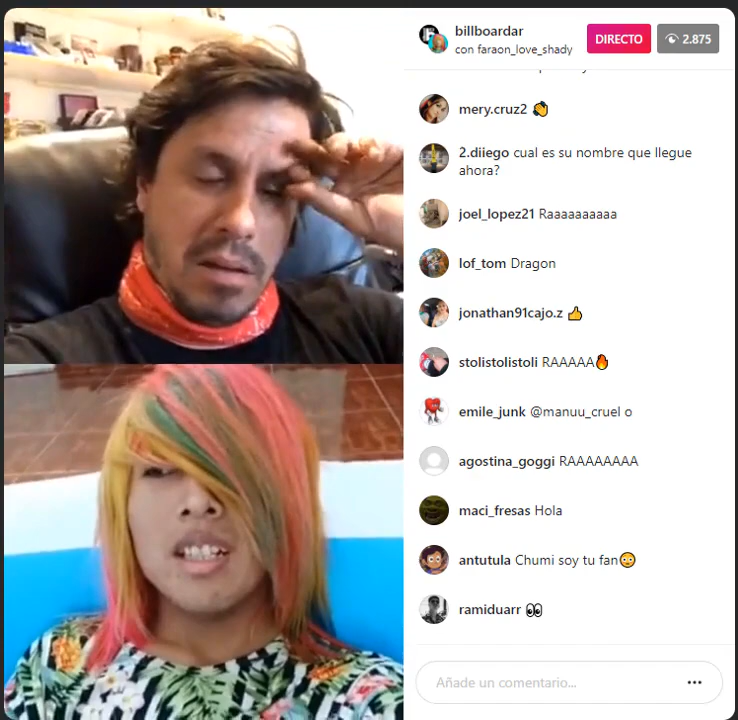 billboardar
con faraon_love_shady
DIRECTO
2.875
mery.cruz2 👏
2.diiego cual es su nombre que llegue
ahora?
joel_lopez21 Raaaaaaaaaa
lof_tom Dragon
jonathan91cajo.z 👍
stolistolistoli RAAAAA🔥
emile_junk @manuu_cruel o
agostina_goggi RAAAAAAAA
maci_fresas Hola
antutula Chumi soy tu fan😳
ramiduarr 👀
Añade un comentario...